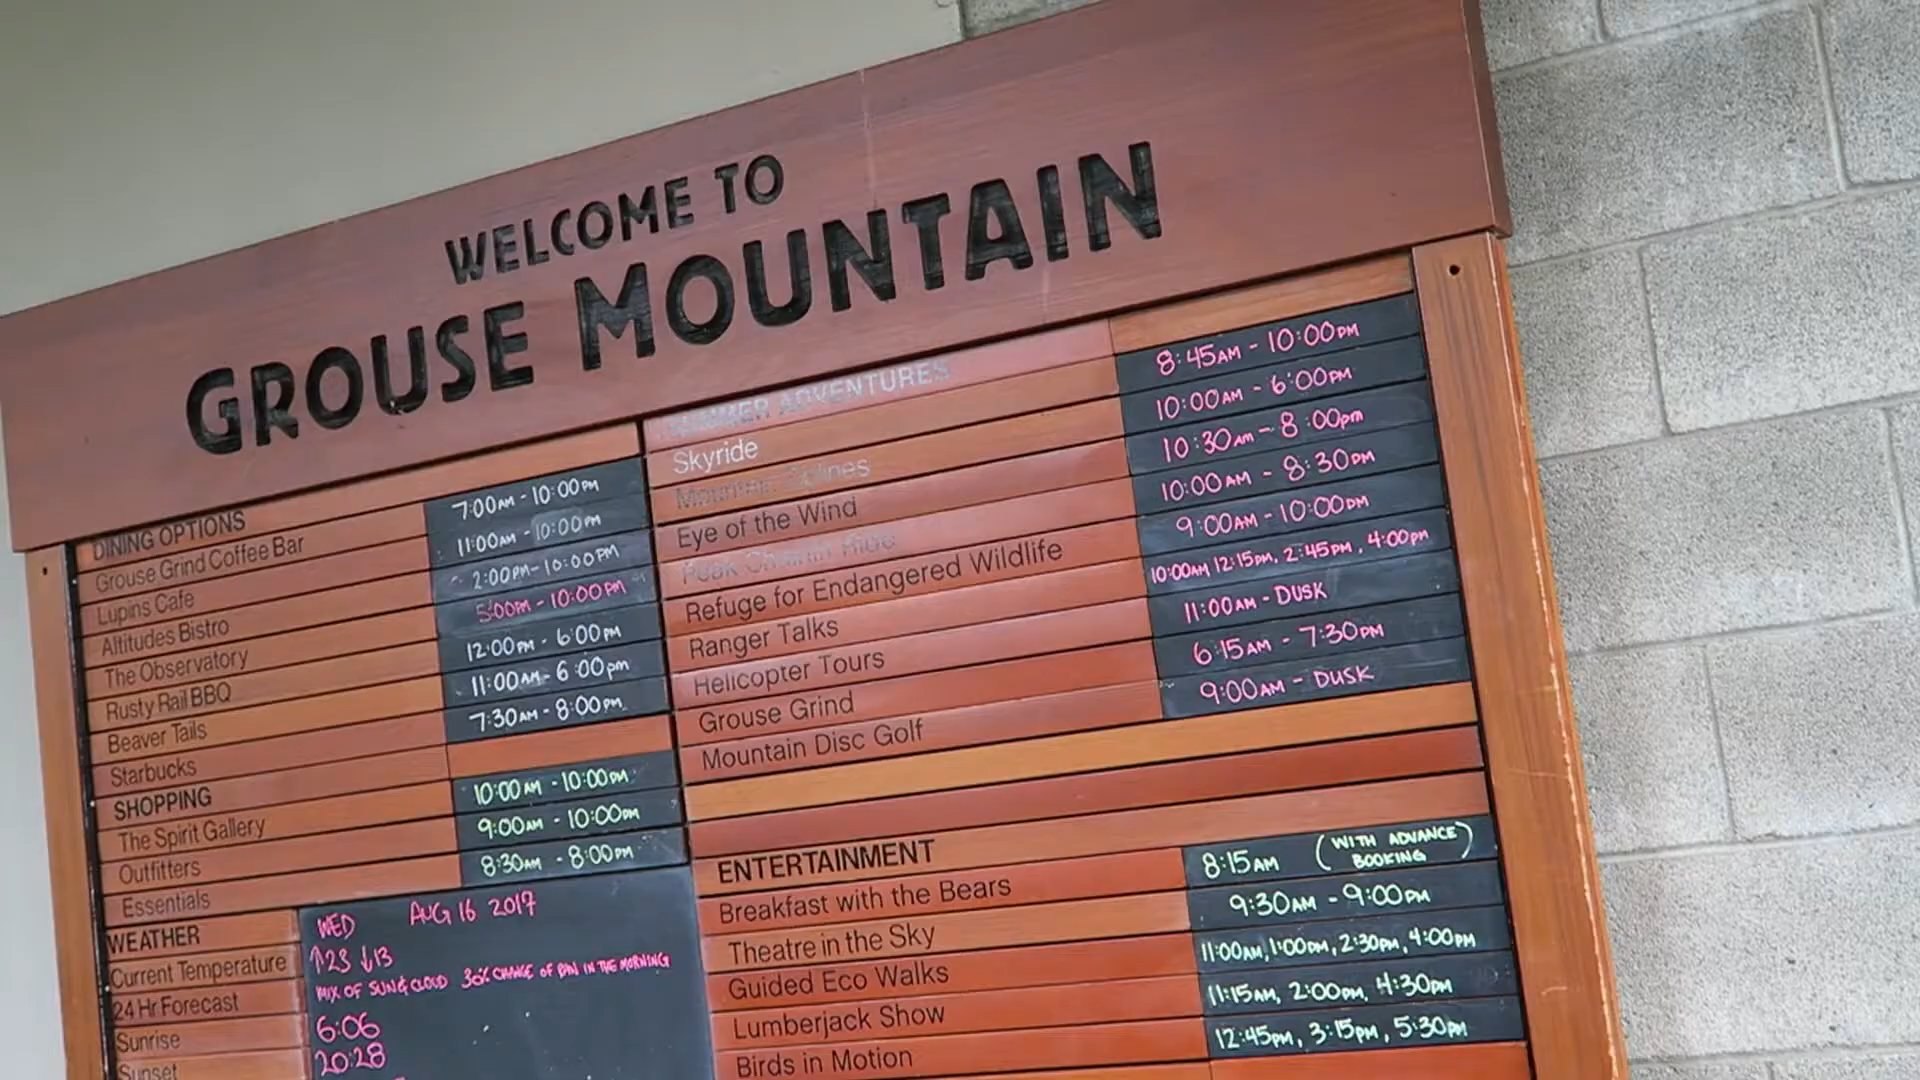 WELCOME TO
GROUSE MOUNTAIN
DINING OPTIONS
Grouse Grind Coffee Bar 7:00AM - 10:00PM
Lupins Cafe 11:00AM - 10:00PM
Altitudes Bistro 2:00PM - 10:00PM
The Observatory 5:00PM - 10:00PM
Rusty Rail BBQ 12:00PM - 6:00PM
Beaver Tails 11:00AM - 6:00pm
Starbucks 7:30AM - 8:00PM
SHOPPING
The Spirit Gallery 10:00AM - 10:00PM
Outfitters 9:00AM - 10:00PM
Essentials 8:30AM - 8:00PM
WEATHER WED AUG 16 2017
Current Temperature ↑23 ↓13
24 Hr Forecast MIX OF SUN & CLOUD 30% CHANCE OF RAIN IN THE MORNING
Sunrise 6:06
Sunset 20:28
SUMMER ADVENTURES
Skyride 8:45AM - 10:00PM
Mountain Ziplines 10:00AM - 6:00PM
Eye of the Wind 10:30AM - 8:00pm
Peak Chairlift Ride 10:00AM - 8:30PM
Refuge for Endangered Wildlife 9:00AM - 10:00PM
Ranger Talks 10:00AM 12:15PM, 2:45PM, 4:00PM
Helicopter Tours 11:00AM - DUSK
Grouse Grind 6:15AM - 7:30PM
Mountain Disc Golf 9:00AM - DUSK
ENTERTAINMENT
Breakfast with the Bears 8:15AM (WITH ADVANCE BOOKING)
Theatre in the Sky 9:30AM - 9:00PM
Guided Eco Walks 11:00AM, 1:00PM, 2:30PM, 4:00PM
Lumberjack Show 11:15AM, 2:00PM, 4:30PM
Birds in Motion 12:45PM, 3:15PM, 5:30PM